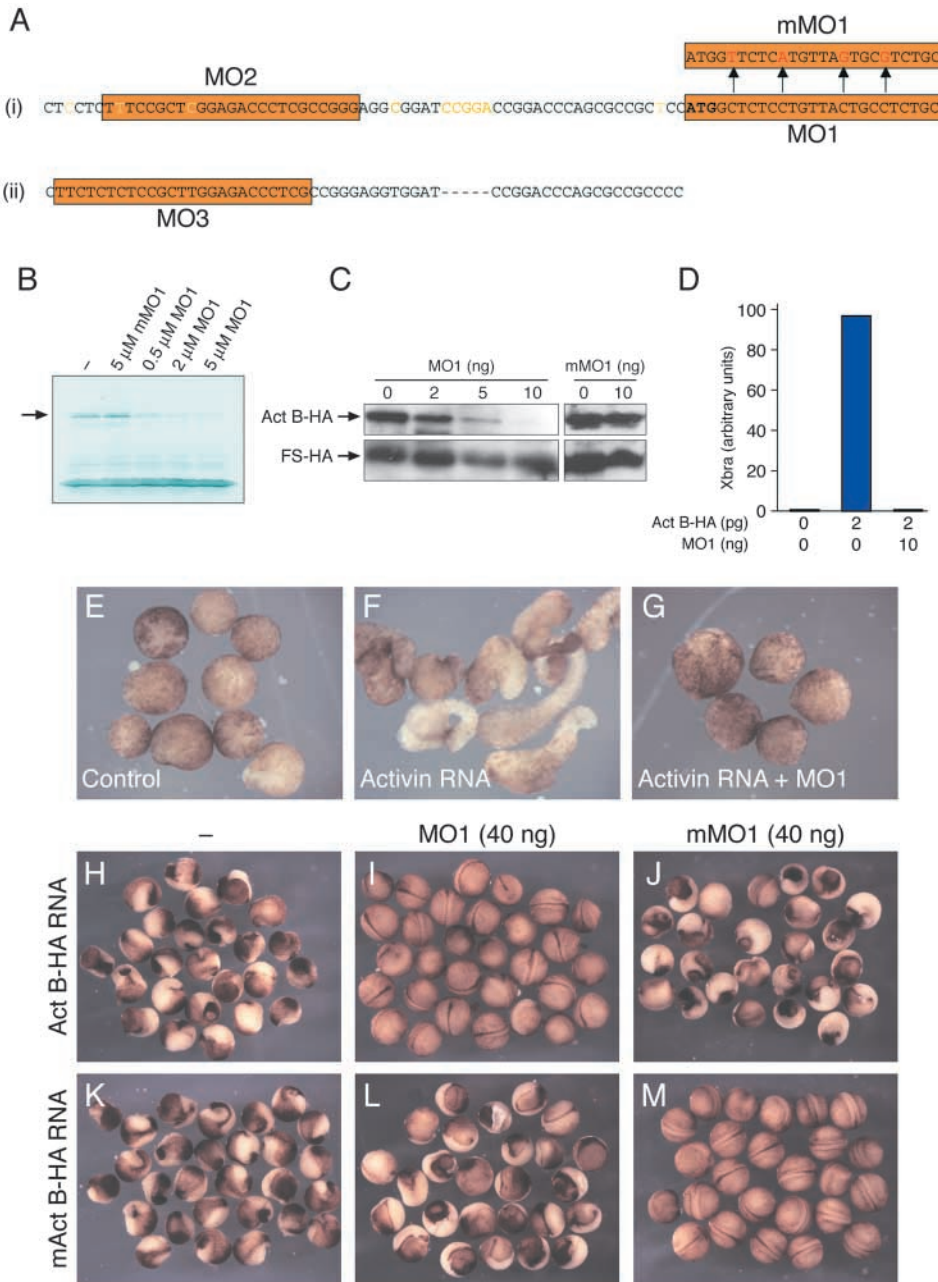 A
mMO1
ATGGTTCTCATGTTAGTGCGTCTGC
MO2
(i) CTCCTCTTTCCGCTCGGAGACCCTCGCCGGGAGGCGGATCCGGACCGGACCCAGCGCCGCTCCATGGCTCTCCTGTTACTGCCTCTGC
MO1
(ii) CTTCTCTCTCCGCTTGGAGACCCTCGCCGGGAGGTGGAT-----CCGGACCCAGCGCCGCCCC
MO3
B
–
5 µM mMO1
0.5 µM MO1
2 µM MO1
5 µM MO1
C
MO1 (ng) mMO1 (ng)
0 2 5 10 0 10
Act B-HA
FS-HA
D
Xbra (arbitrary units)
100
80
60
40
20
0
Act B-HA (pg) 0 2 2
MO1 (ng) 0 0 10
E
Control
F
Activin RNA
G
Activin RNA + MO1
– MO1 (40 ng) mMO1 (40 ng)
Act B-HA RNA
H
I
J
mAct B-HA RNA
K
L
M